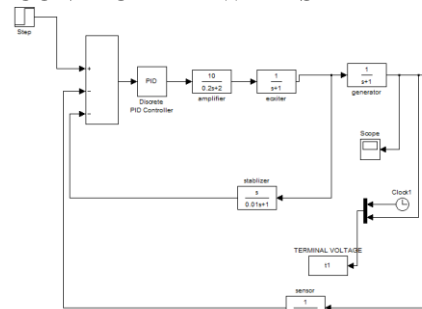 Step
+
−
−
PID
Discrete
PID Controller
10
0.2s+2
amplifier
1
s+1
exciter
1
s+1
generator
Scope
stablizer
s
0.01s+1
Clock1
TERMINAL VOLTAGE
t1
sensor
1